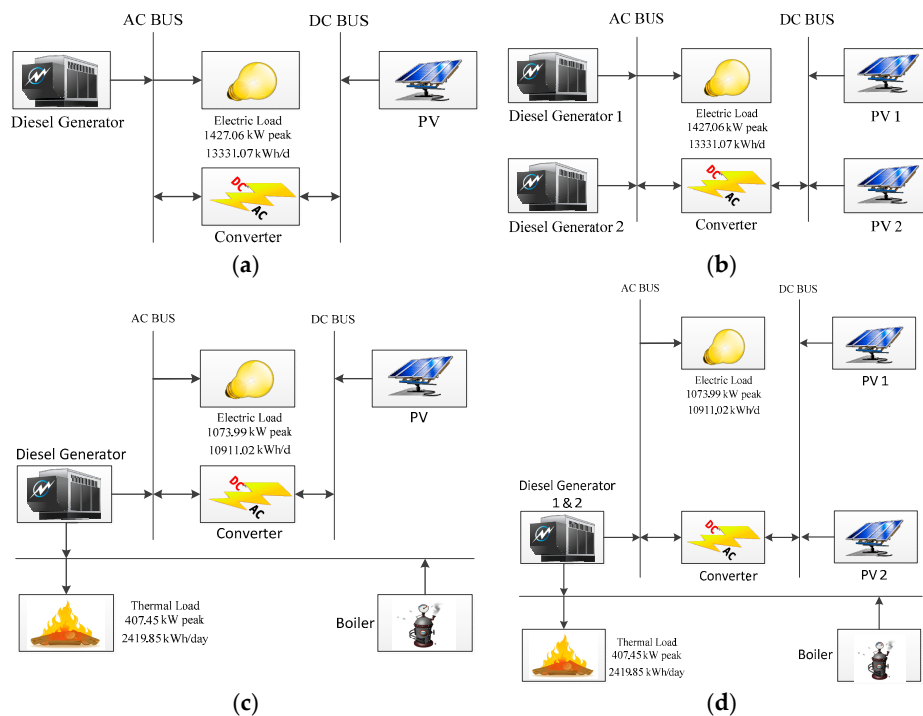 AC BUS
DC BUS
Diesel Generator
Electric Load
1427.06 kW peak
13331.07 kWh/d
PV
DC
AC
Converter
(a)
AC BUS
DC BUS
Diesel Generator 1
Electric Load
1427.06 kW peak
13331.07 kWh/d
PV 1
DC
AC
Diesel Generator 2
Converter
PV 2
(b)
AC BUS
DC BUS
Electric Load
1073.99 kW peak
10911.02 kWh/d
PV
Diesel Generator
DC
AC
Converter
Thermal Load
407.45 kW peak
2419.85 kWh/day
Boiler
(c)
AC BUS
DC BUS
Electric Load
1073.99 kW peak
10911.02 kWh/d
PV 1
Diesel Generator
1 & 2
DC
AC
Converter
PV 2
Thermal Load
407.45 kW peak
2419.85 kWh/day
Boiler
(d)